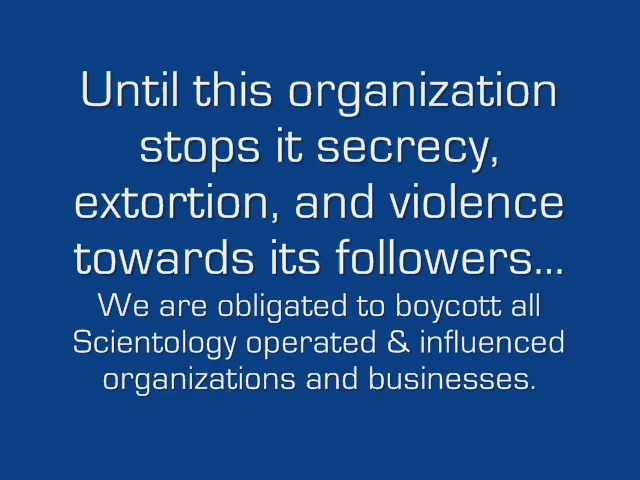 Until this organization
stops it secrecy,
extortion, and violence
towards its followers...
We are obligated to boycott all
Scientology operated & influenced
organizations and businesses.